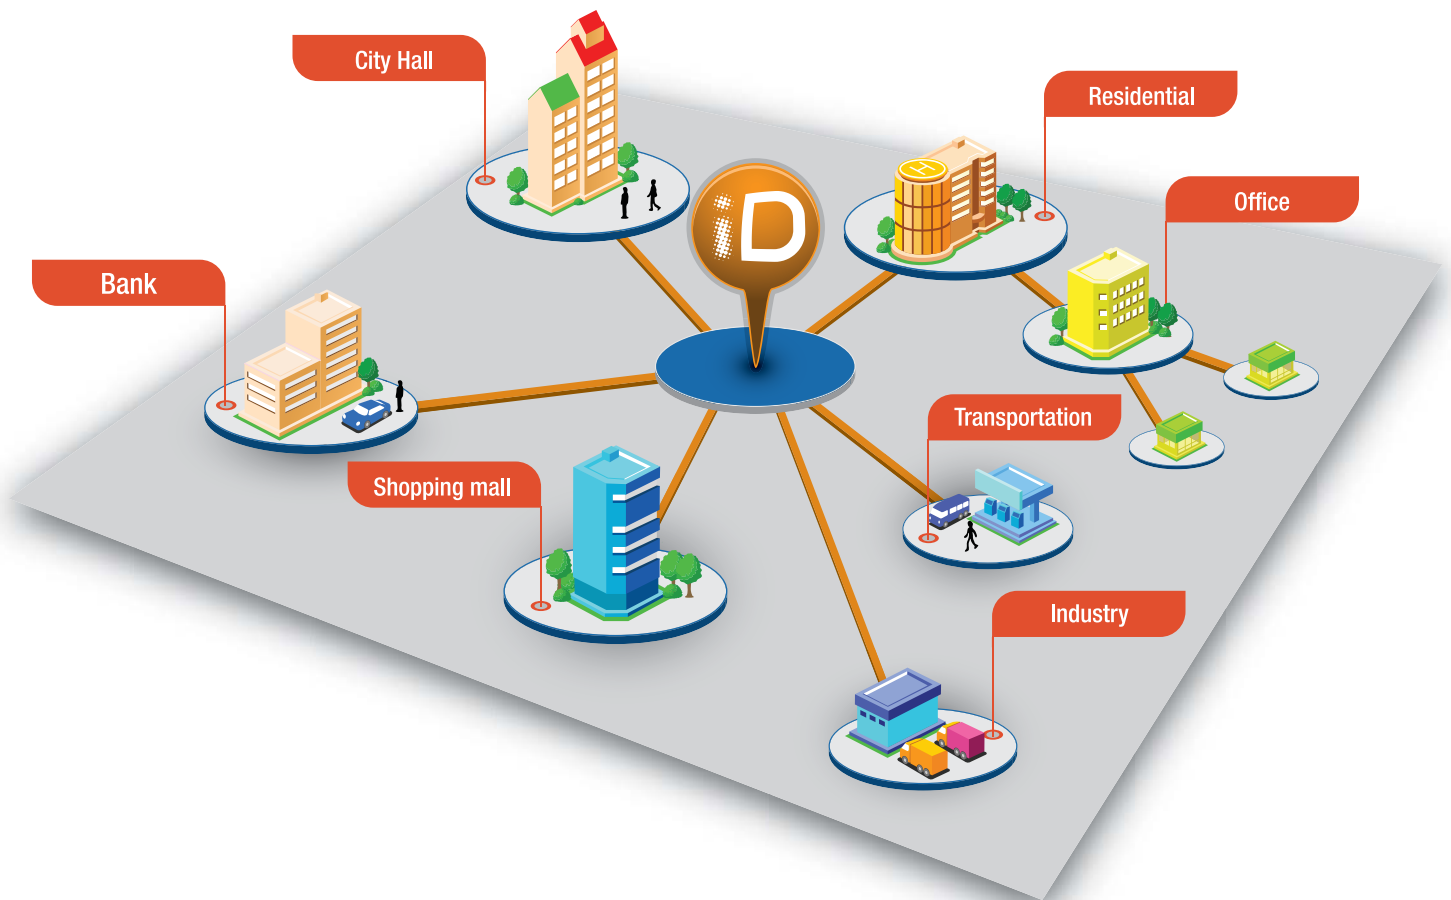 City Hall
Residential
Office
iD
H
Bank
Transportation
Shopping mall
Industry